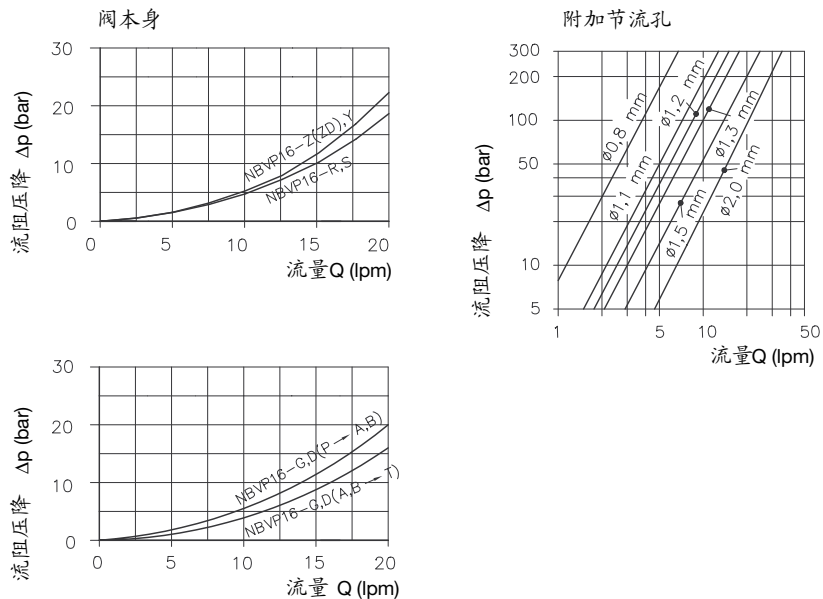 阀本身
30
20
10
0
流阻压降 Δp (bar)
NBVP16-Z(ZD),Y
NBVP16-R,S
0 5 10 15 20
流量Q (lpm)
附加节流孔
300
200
100
50
10
5
流阻压降 Δp (bar)
ø0,8 mm
ø1,1 mm
ø1,2 mm
ø1,3 mm
ø1,5 mm
ø2,0 mm
1 5 10 50
流量Q (lpm)
30
20
10
0
流阻压降 Δp (bar)
NBVP16-G,D(P→A,B)
NBVP16-G,D(A,B→T)
0 5 10 15 20
流量 Q (lpm)